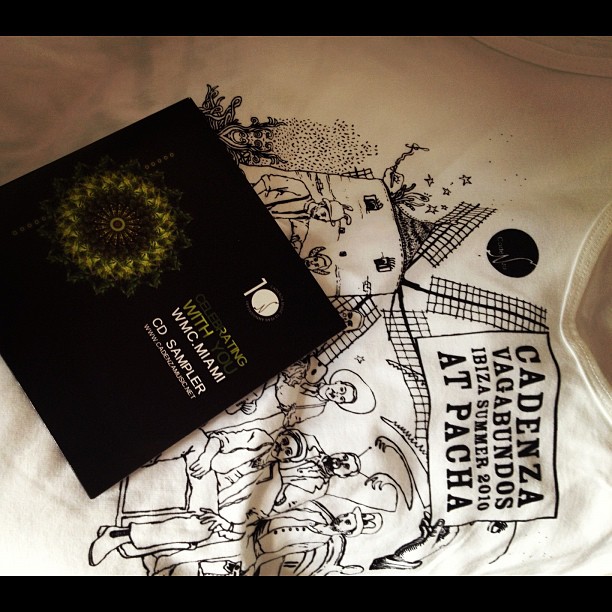 CELEBRATING
WITH YOU
WMC.MIAMI
CD SAMPLER
WWW.CADENZAMUSIC.NET
10
CADENZA
VAGABUNDOS
IBIZA SUMMER 2010
AT PACHA